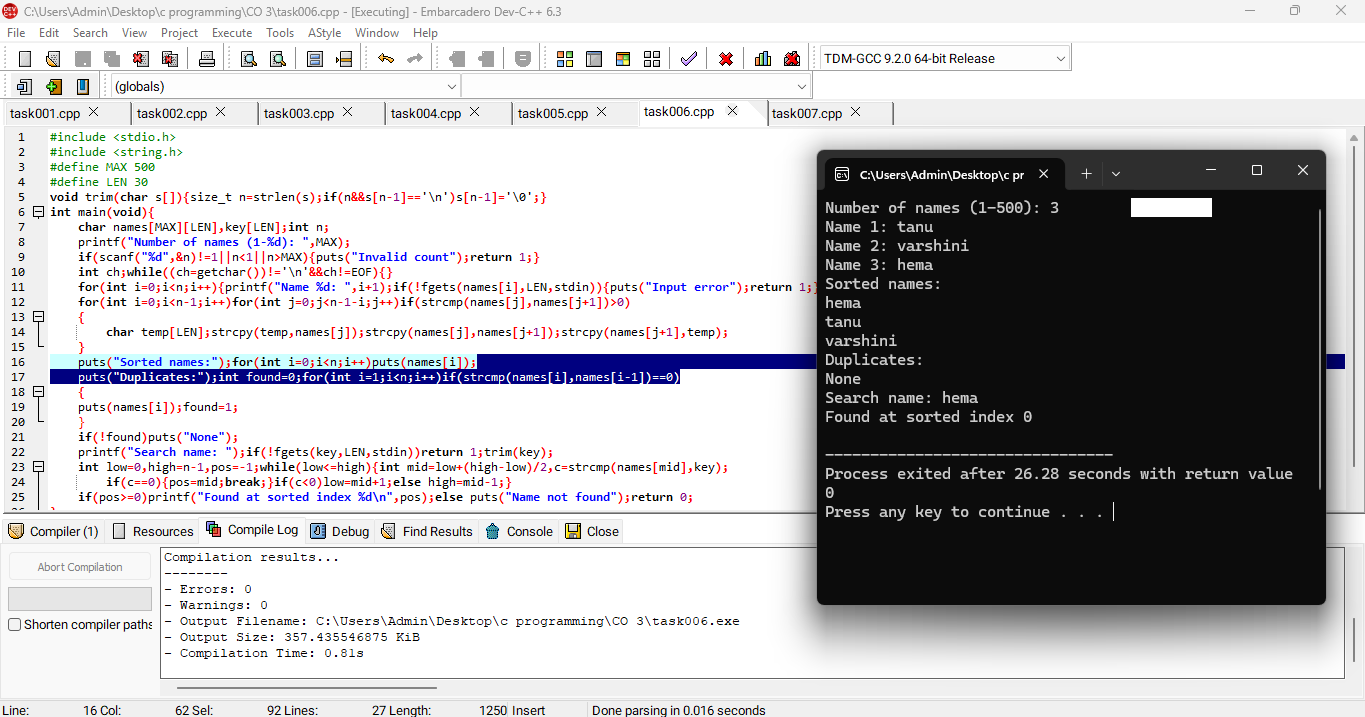 C:\Users\Admin\Desktop\c programming\CO 3\task006.cpp - [Executing] - Embarcadero Dev-C++ 6.3
File Edit Search View Project Execute Tools AStyle Window Help
TDM-GCC 9.2.0 64-bit Release
(globals)
task001.cpp task002.cpp task003.cpp task004.cpp task005.cpp task006.cpp task007.cpp
1 #include <stdio.h>
2 #include <string.h>
3 #define MAX 500
4 #define LEN 30
5 void trim(char s[]){size_t n=strlen(s);if(n&&s[n-1]=='\n')s[n-1]='\0';}
6 int main(void){
7 char names[MAX][LEN],key[LEN];int n;
8 printf("Number of names (1-%d): ",MAX);
9 if(scanf("%d",&n)!=1||n<1||n>MAX){puts("Invalid count");return 1;}
10 int ch;while((ch=getchar())!='\n'&&ch!=EOF){}
11 for(int i=0;i<n;i++){printf("Name %d: ",i+1);if(!fgets(names[i],LEN,stdin)){puts("Input error");return 1;}
12 for(int i=0;i<n-1;i++)for(int j=0;j<n-1-i;j++)if(strcmp(names[j],names[j+1])>0)
13 {
14 char temp[LEN];strcpy(temp,names[j]);strcpy(names[j],names[j+1]);strcpy(names[j+1],temp);
15 }
16 puts("Sorted names:");for(int i=0;i<n;i++)puts(names[i]);
17 puts("Duplicates:");int found=0;for(int i=1;i<n;i++)if(strcmp(names[i],names[i-1])==0)
18 {
19 puts(names[i]);found=1;
20 }
21 if(!found)puts("None");
22 printf("Search name: ");if(!fgets(key,LEN,stdin))return 1;trim(key);
23 int low=0,high=n-1,pos=-1;while(low<=high){int mid=low+(high-low)/2,c=strcmp(names[mid],key);
24 if(c==0){pos=mid;break;}if(c<0)low=mid+1;else high=mid-1;}
25 if(pos>=0)printf("Found at sorted index %d\n",pos);else puts("Name not found");return 0;
C:\Users\Admin\Desktop\c pr
Number of names (1-500): 3
Name 1: tanu
Name 2: varshini
Name 3: hema
Sorted names:
hema
tanu
varshini
Duplicates:
None
Search name: hema
Found at sorted index 0
--------------------------------
Process exited after 26.28 seconds with return value
0
Press any key to continue . . .
Compiler (1) Resources Compile Log Debug Find Results Console Close
Abort Compilation
Shorten compiler paths
Compilation results...
--------
- Errors: 0
- Warnings: 0
- Output Filename: C:\Users\Admin\Desktop\c programming\CO 3\task006.exe
- Output Size: 357.435546875 KiB
- Compilation Time: 0.81s
Line: 16 Col: 62 Sel: 92 Lines: 27 Length: 1250 Insert Done parsing in 0.016 seconds